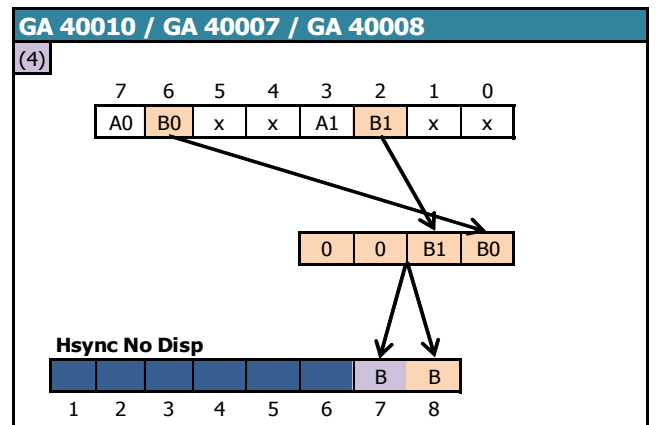 GA 40010 / GA 40007 / GA 40008
(4)
7 6 5 4 3 2 1 0
A0 B0 x x A1 B1 x x
0 0 B1 B0
Hsync No Disp
B B
1 2 3 4 5 6 7 8